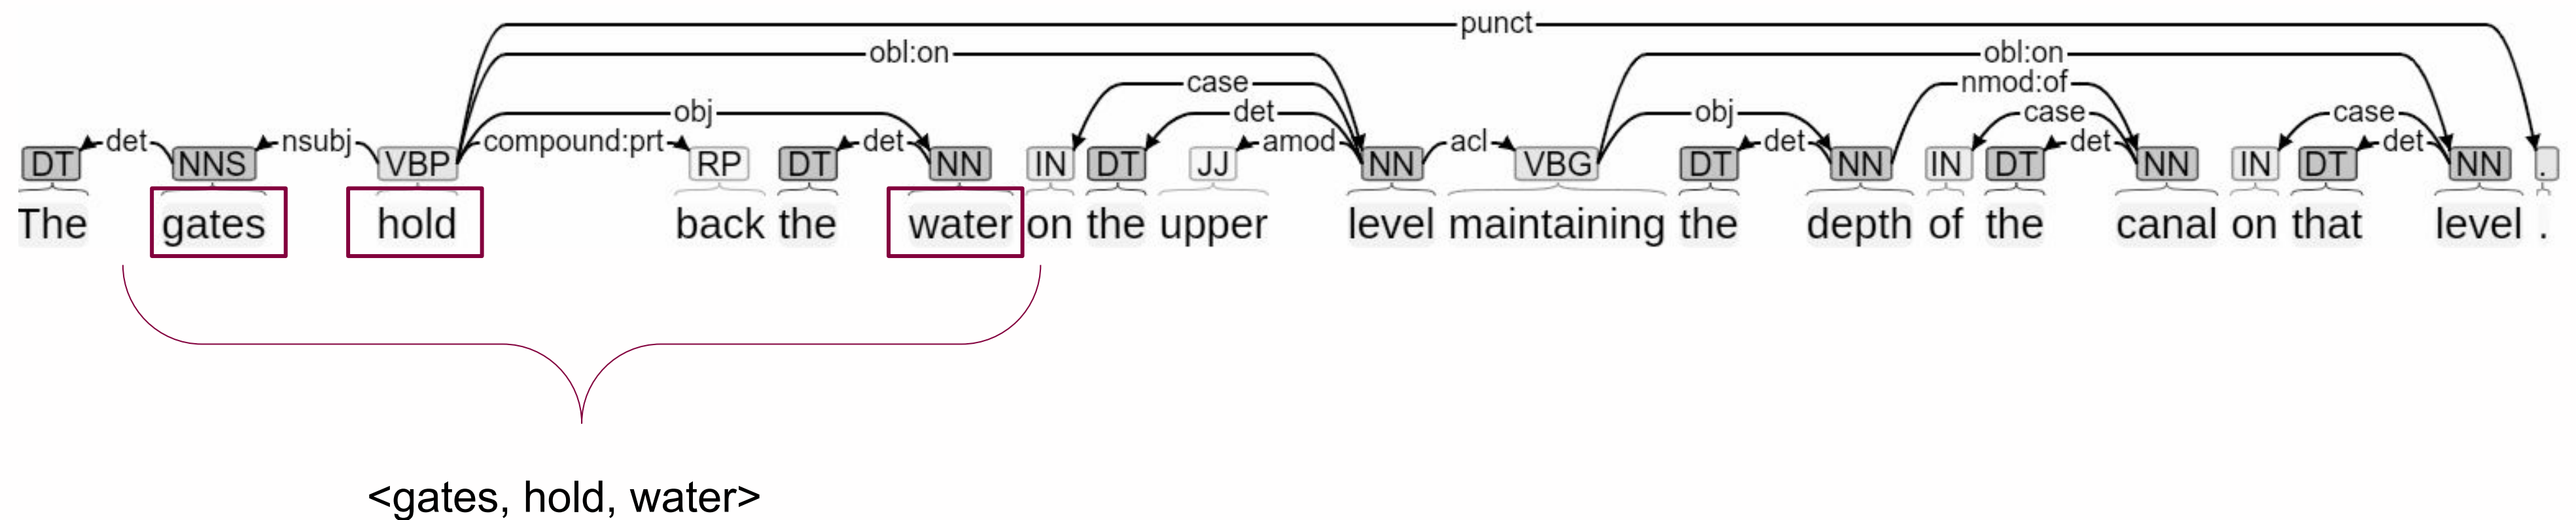 punct
obl:on obl:on
case nmod:of
obj det obj case case
det nsubj compound:prt det amod acl det det det
DT NNS VBP RP DT NN IN DT JJ NN VBG DT NN IN DT NN IN DT NN .
The gates hold back the water on the upper level maintaining the depth of the canal on that level .
<gates, hold, water>